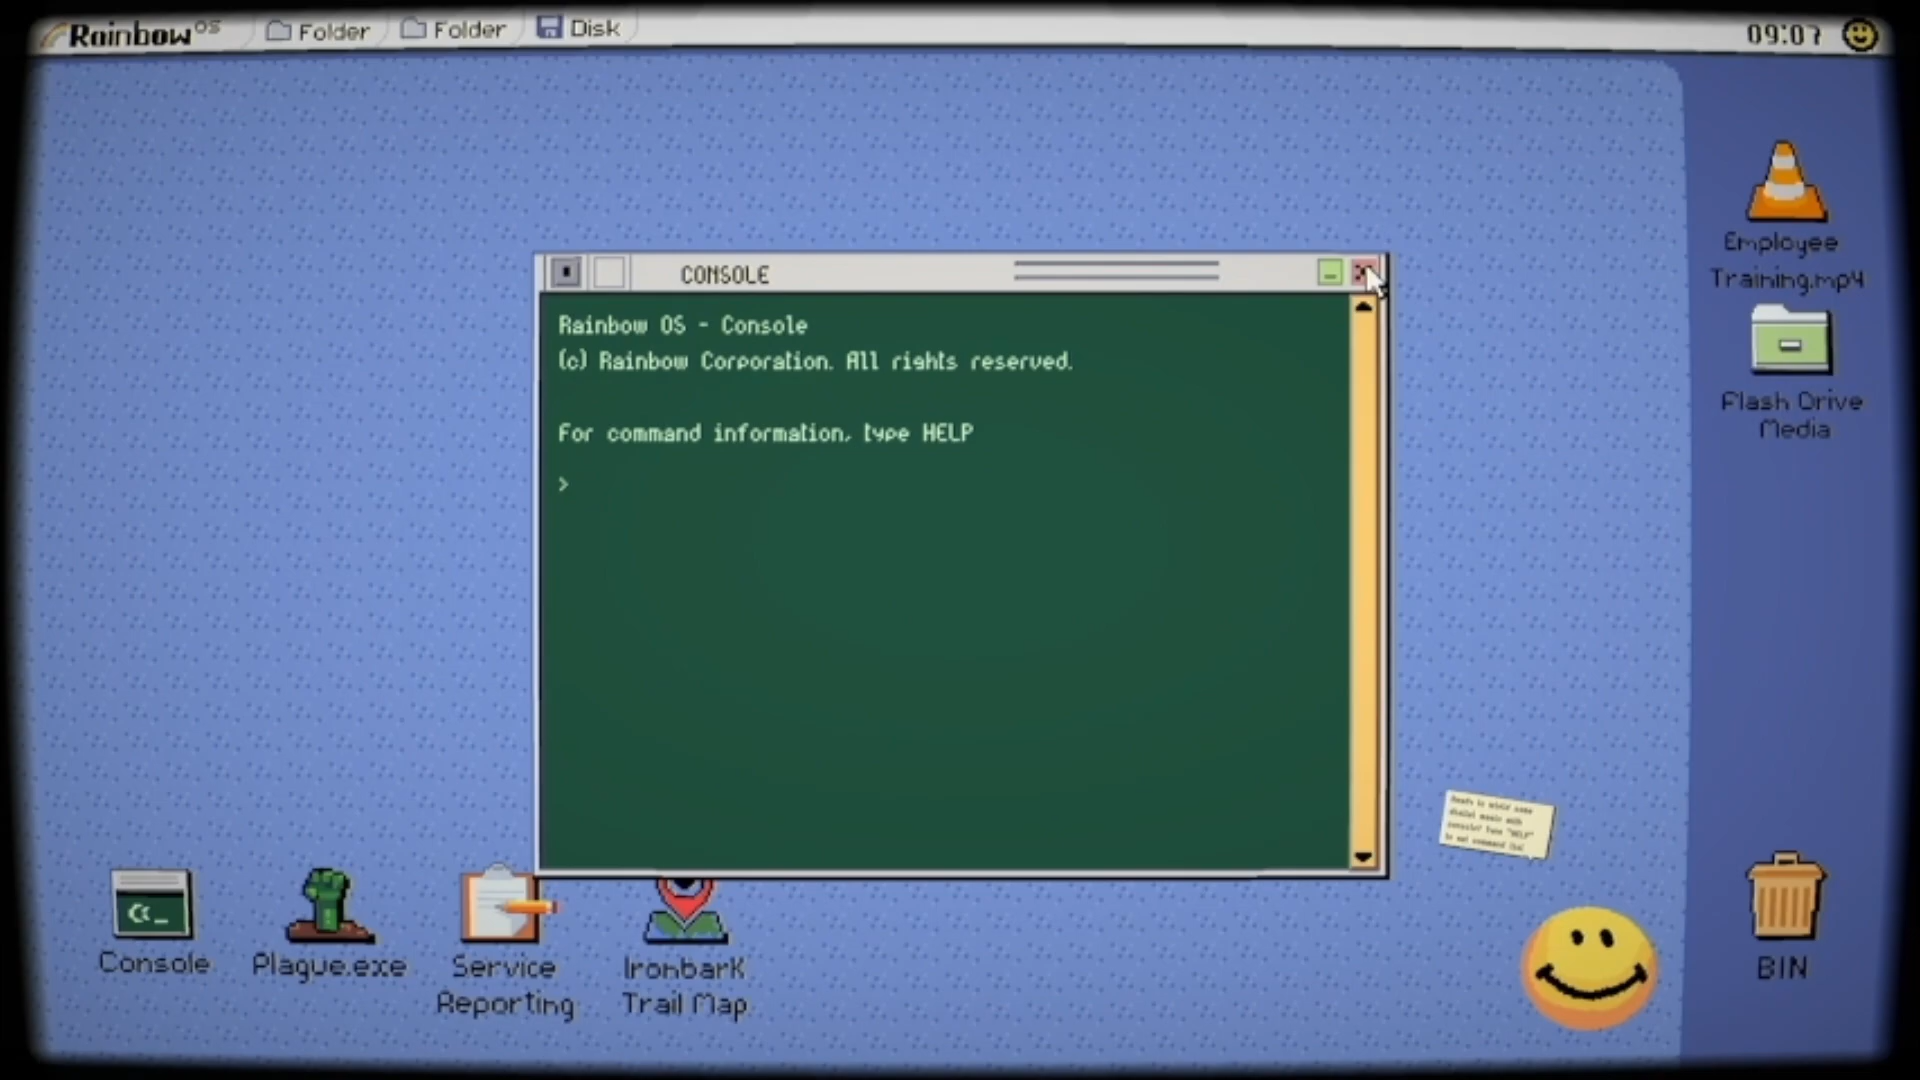 Rainbow OS
Folder
Folder
Disk
09:07
Employee
Training.mp4
Flash Drive
Media
CONSOLE
Rainbow OS - Console
(c) Rainbow Corporation. All rights reserved.
For command information, type HELP
>
Console
Plague.exe
Service
Reporting
Ironbark
Trail Map
BIN